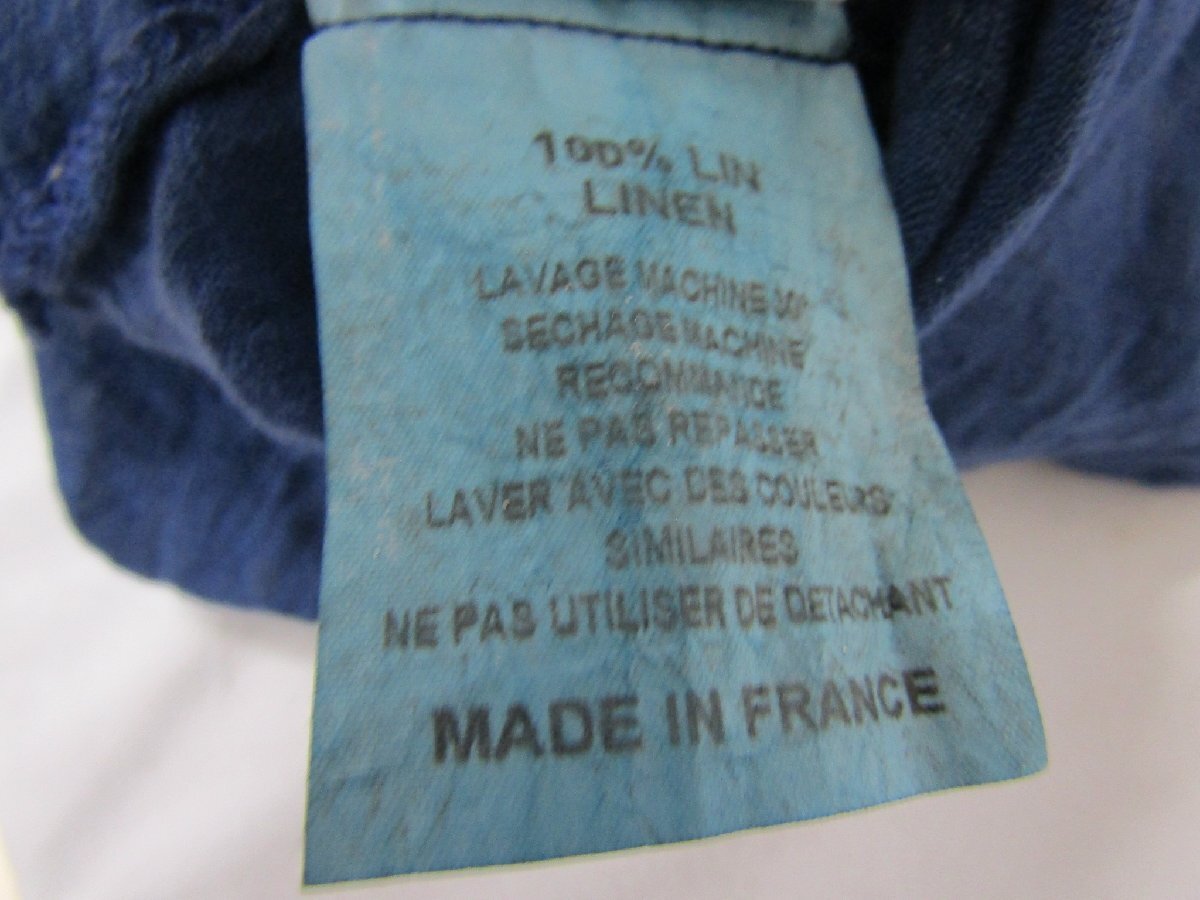 100% LIN
LINEN
LAVAGE MACHINE 30°
SECHAGE MACHINE
RECOMMANDE
NE PAS REPASSER
LAVER AVEC DES COULEURS
SIMILAIRES
NE PAS UTILISER DE DETACHANT
MADE IN FRANCE